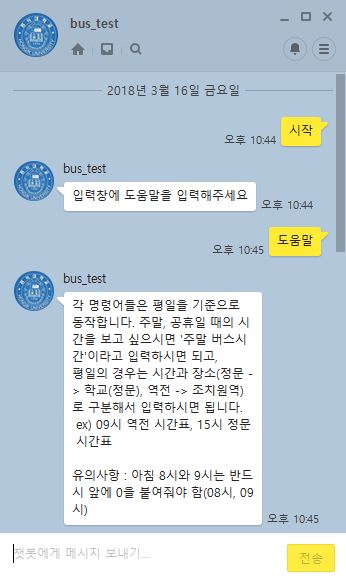 bus_test
2018년 3월 16일 금요일
시작
오후 10:44
bus_test
입력창에 도움말을 입력해주세요
오후 10:44
도움말
오후 10:45
bus_test
각 명령어들은 평일을 기준으로
동작합니다. 주말, 공휴일 때의 시
간을 보고 싶으시면 '주말 버스시
간'이라고 입력하시면 되고,
평일의 경우는 시간과 장소(정문 -
> 학교(정문), 역전 -> 조치원역)
로 구분해서 입력하시면 됩니다.
ex) 09시 역전 시간표, 15시 정문
시간표
유의사항 : 아침 8시와 9시는 반드
시 앞에 0을 붙여줘야 함(08시, 09
시)
오후 10:45
챗봇에게 메시지 보내기...
전송